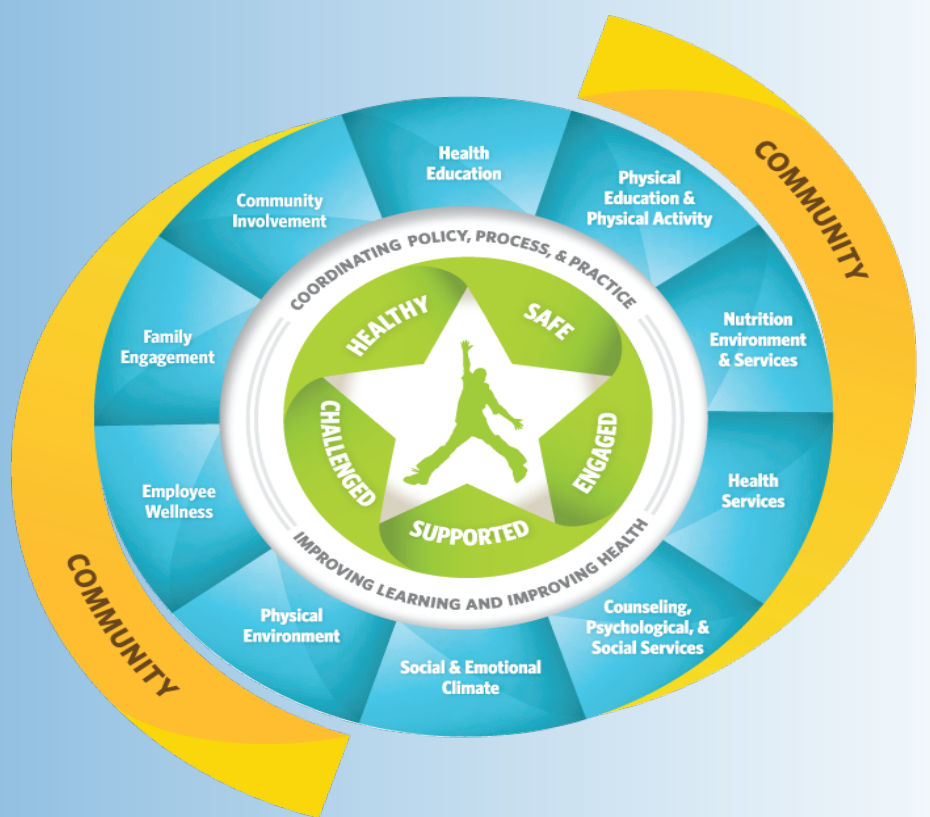 COMMUNITY
Health
Education
Physical
Education &
Physical Activity
Nutrition
Environment
& Services
Health
Services
Counseling,
Psychological, &
Social Services
Social & Emotional
Climate
Physical
Environment
Employee
Wellness
Family
Engagement
Community
Involvement
COORDINATING POLICY, PROCESS, & PRACTICE
IMPROVING LEARNING AND IMPROVING HEALTH
HEALTHY
SAFE
ENGAGED
SUPPORTED
CHALLENGED
COMMUNITY